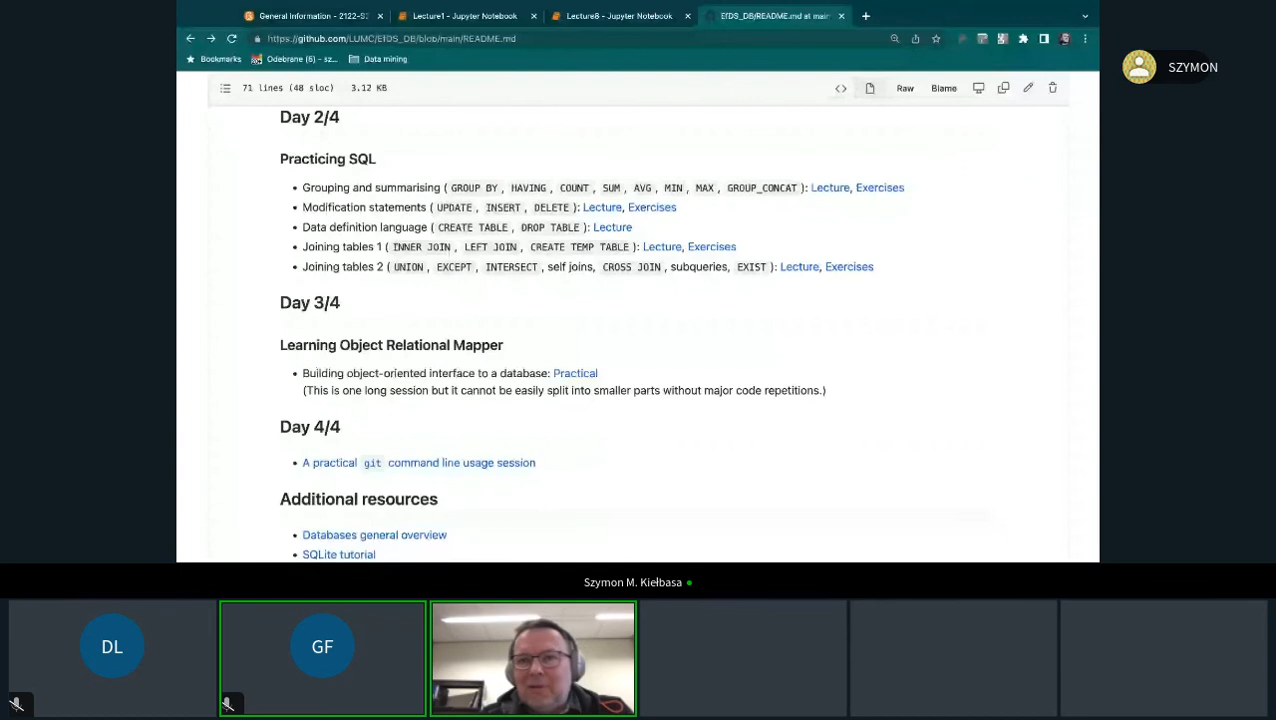 General Information - 2122-S2
Lecture1 - Jupyter Notebook
Lecture8 - Jupyter Notebook
EfDS_DB/README.md at main
https://github.com/LUMC/EfDS_DB/blob/main/README.md
Bookmarks
Odebrane (6) - sz...
Data mining
71 lines (48 sloc) 3.12 KB
Raw
Blame
SZYMON
Day 2/4
Practicing SQL
• Grouping and summarising ( GROUP BY , HAVING , COUNT , SUM , AVG , MIN , MAX , GROUP_CONCAT ): Lecture, Exercises
• Modification statements ( UPDATE , INSERT , DELETE ): Lecture, Exercises
• Data definition language ( CREATE TABLE , DROP TABLE ): Lecture
• Joining tables 1 ( INNER JOIN , LEFT JOIN , CREATE TEMP TABLE ): Lecture, Exercises
• Joining tables 2 ( UNION , EXCEPT , INTERSECT , self joins, CROSS JOIN , subqueries, EXIST ): Lecture, Exercises
Day 3/4
Learning Object Relational Mapper
• Building object-oriented interface to a database: Practical
(This is one long session but it cannot be easily split into smaller parts without major code repetitions.)
Day 4/4
• A practical git command line usage session
Additional resources
• Databases general overview
• SQLite tutorial
Szymon M. Kiełbasa
DL
GF